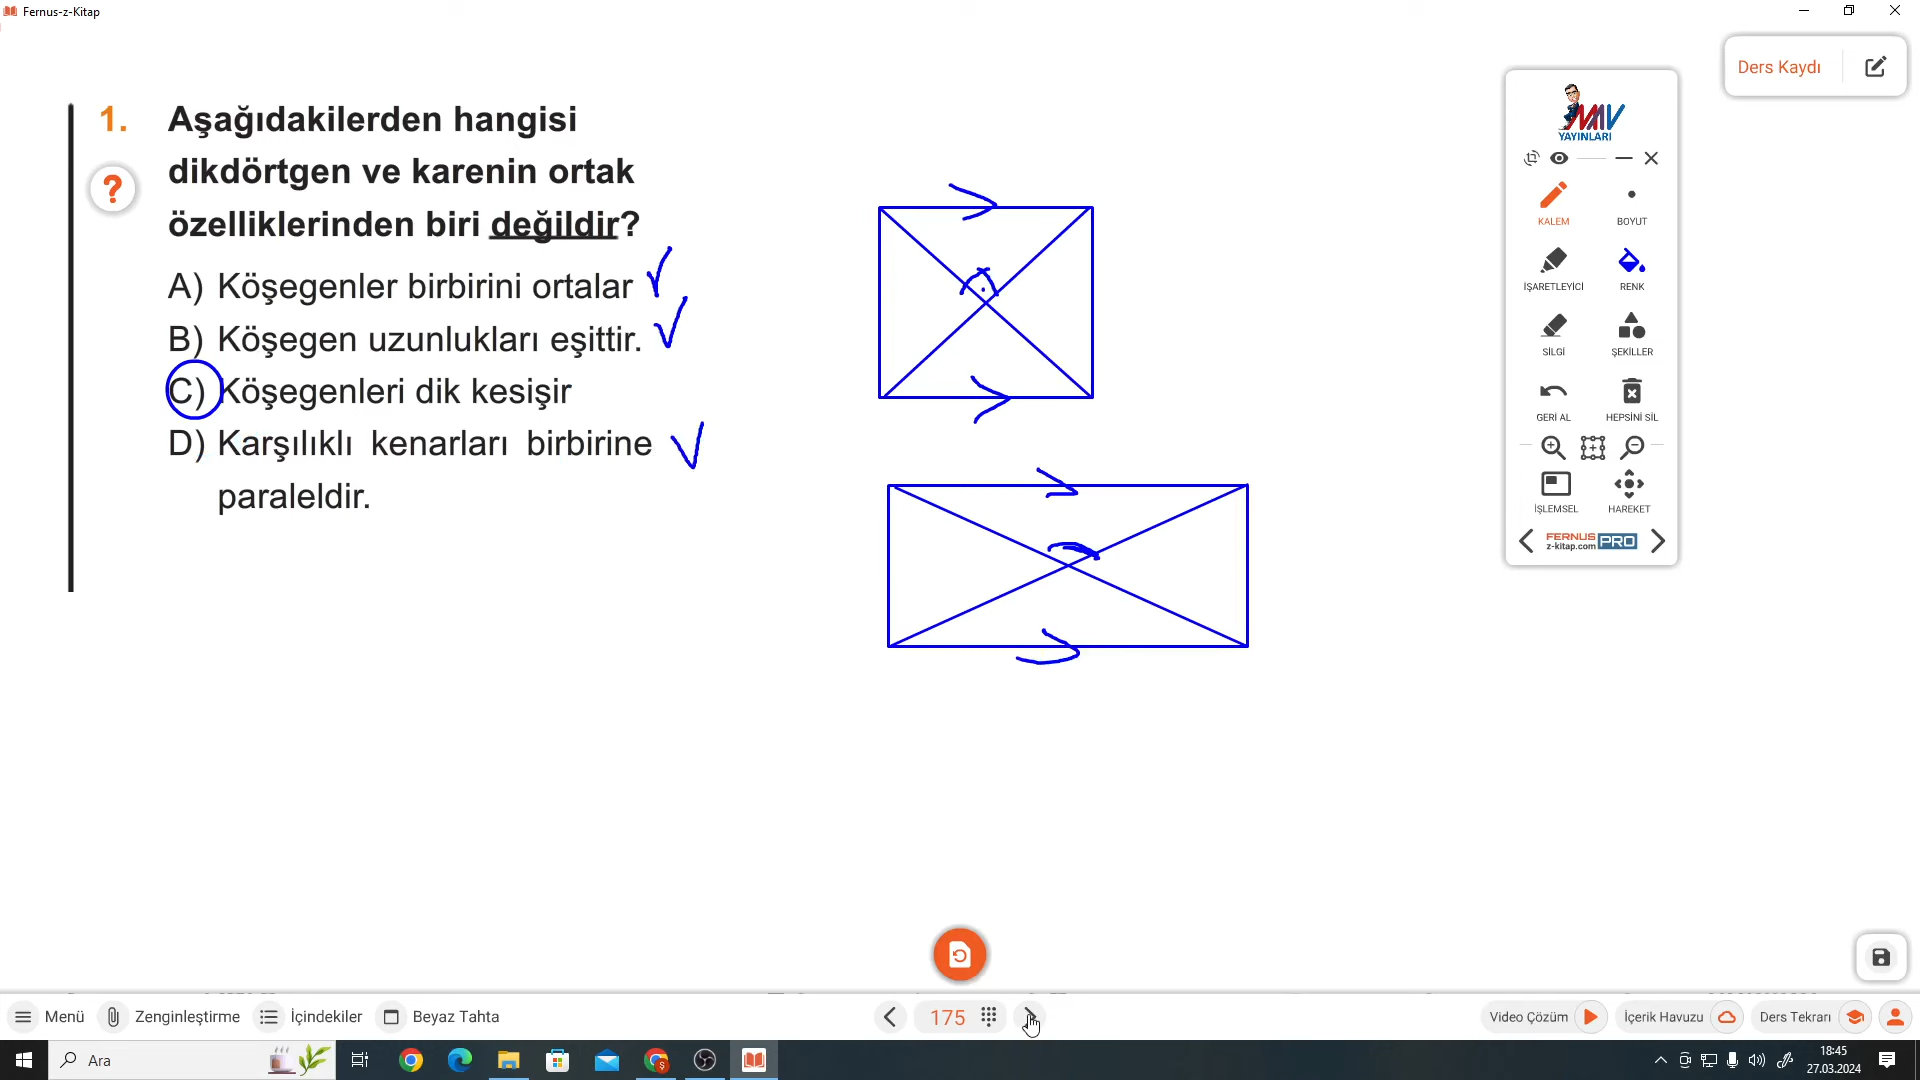 Fernus-z-Kitap
Ders Kaydı
1. Aşağıdakilerden hangisi
dikdörtgen ve karenin ortak
özelliklerinden biri değildir?
A) Köşegenler birbirini ortalar
B) Köşegen uzunlukları eşittir.
C) Köşegenleri dik kesişir
D) Karşılıklı kenarları birbirine
paraleldir.
YAYINLARI
KALEM
BOYUT
İŞARETLEYİCİ
RENK
SİLGİ
ŞEKİLLER
GERİ AL
HEPSİNİ SİL
İŞLEMSEL
HAREKET
FERNUS
z-kitap.com
PRO
Menü
Zenginleştirme
İçindekiler
Beyaz Tahta
175
Video Çözüm
İçerik Havuzu
Ders Tekrarı
Ara
18:45
27.03.2024